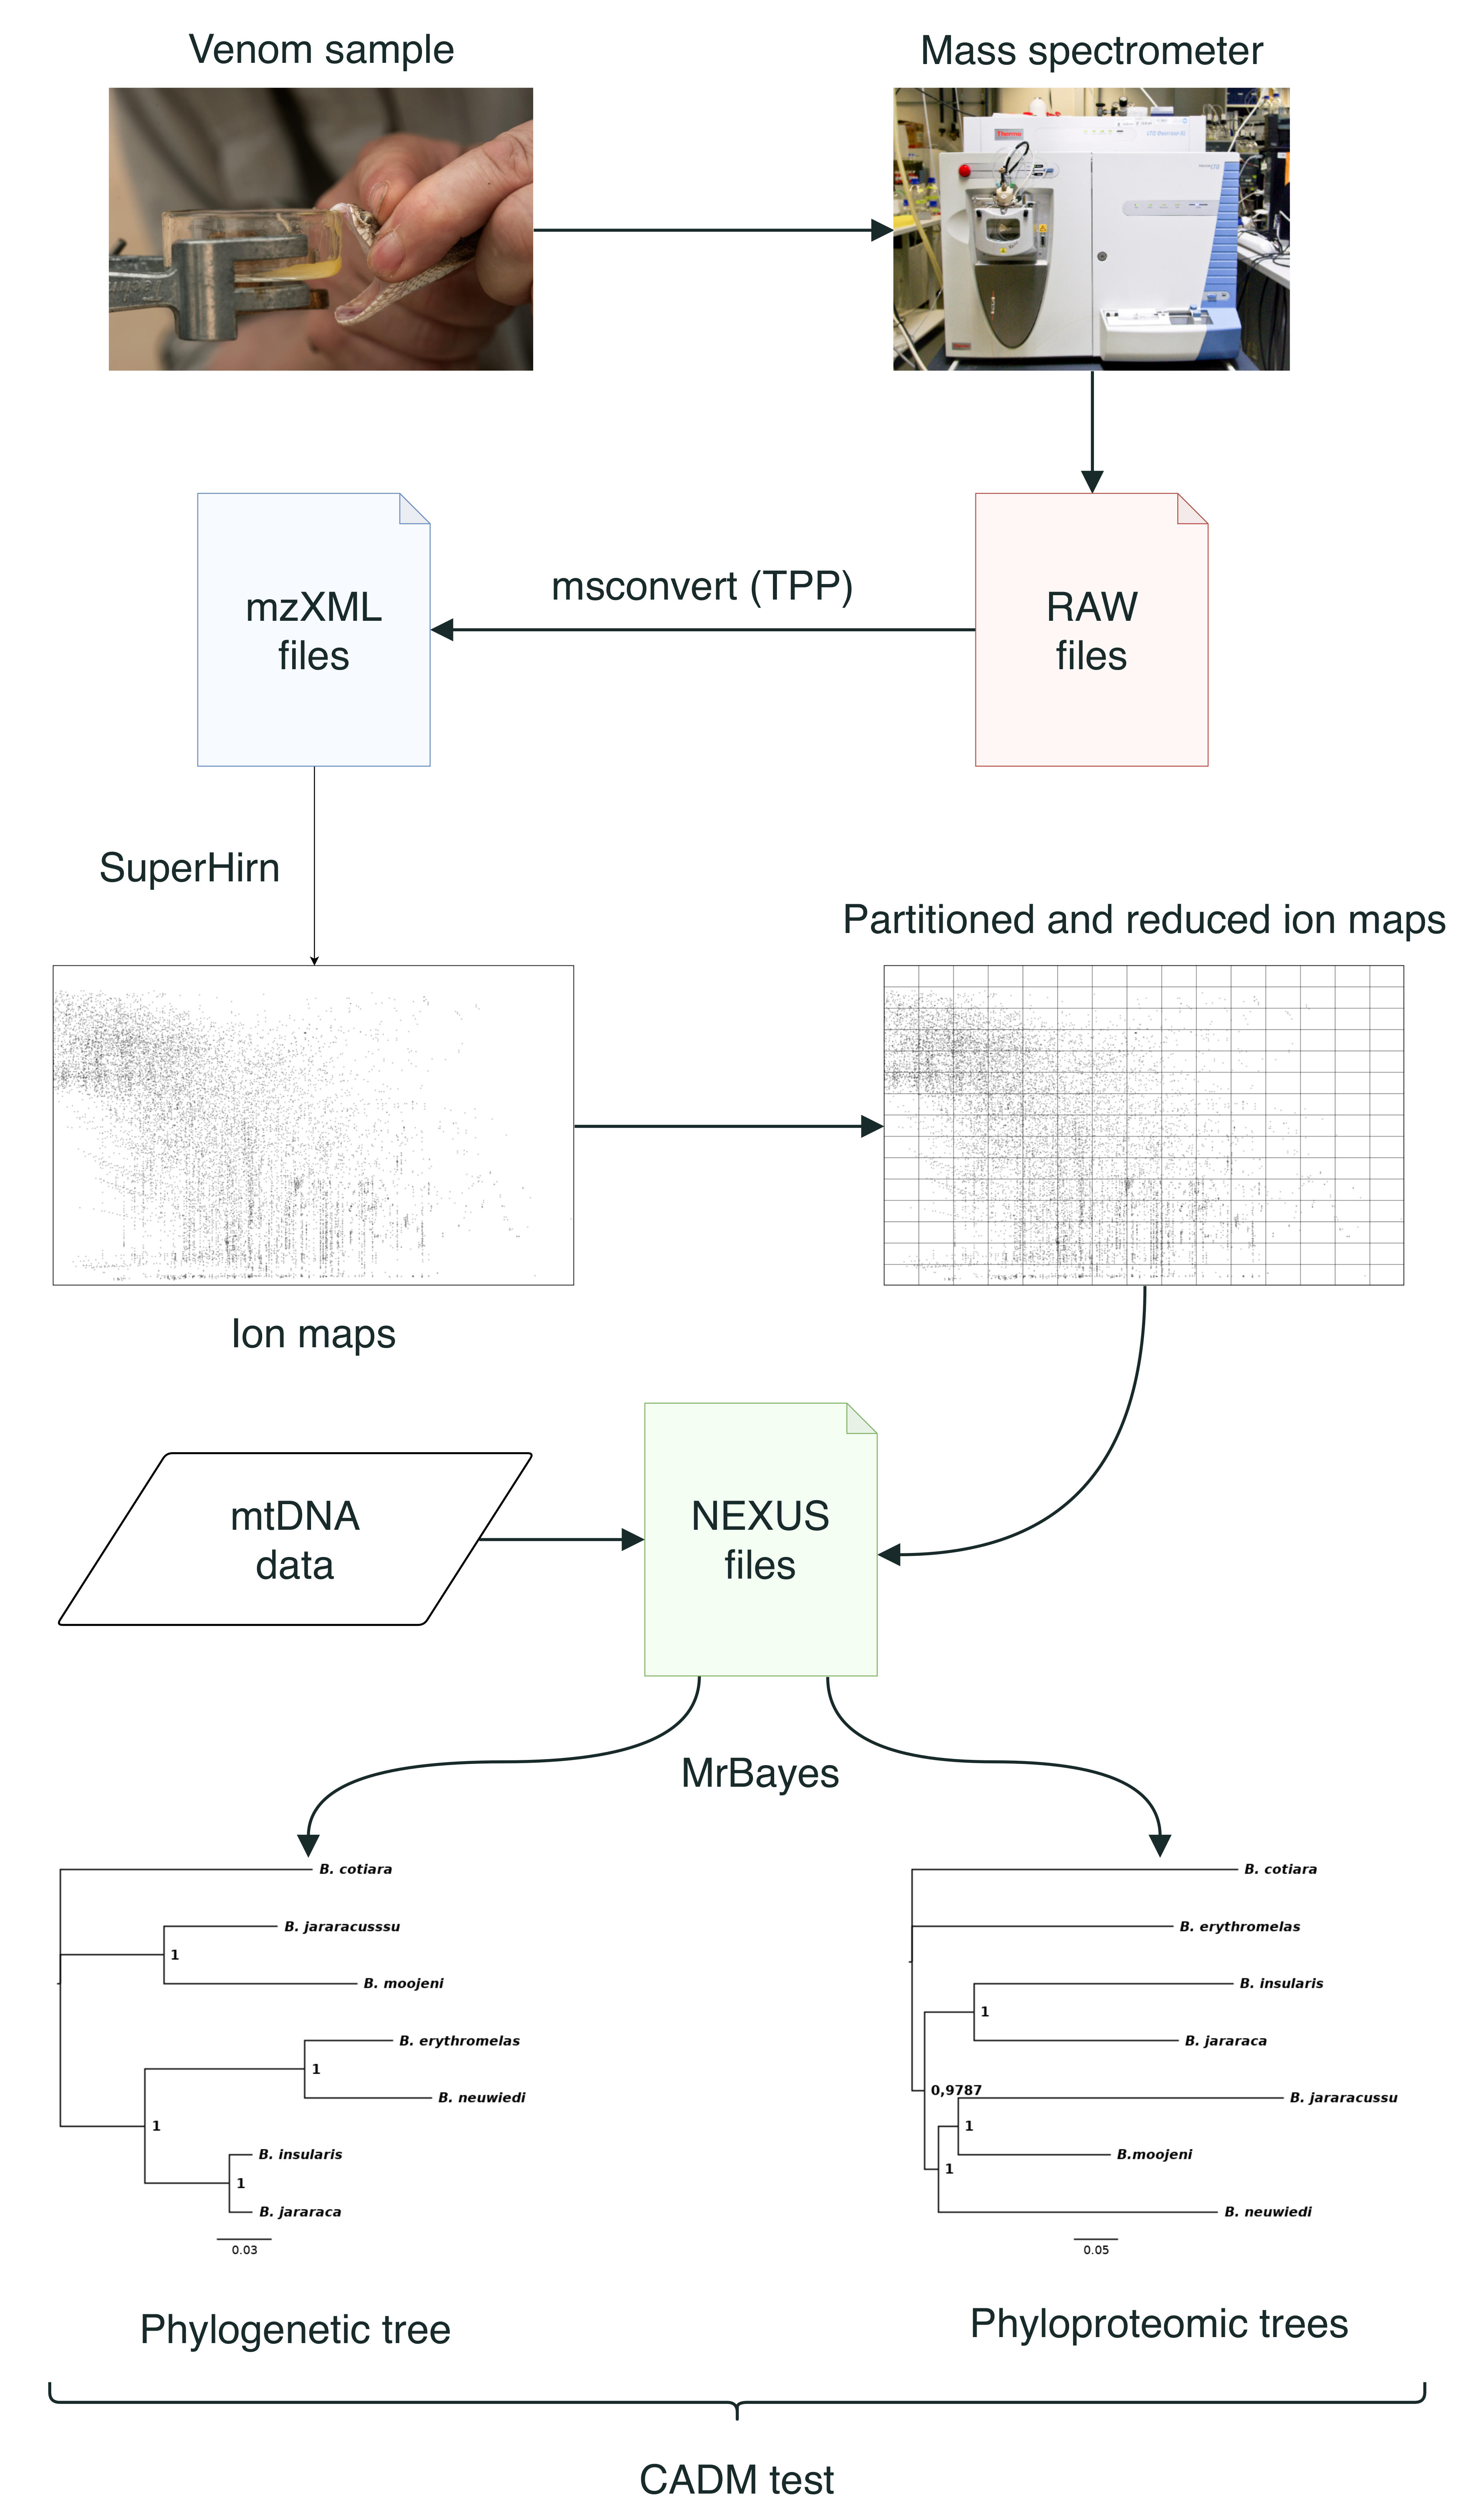 Venom sample
Mass spectrometer
Thermo
mzXML
files
msconvert (TPP)
RAW
files
SuperHirn
Partitioned and reduced ion maps
Ion maps
mtDNA
data
NEXUS
files
MrBayes
B. cotiara
B. jararacusssu
1
B. moojeni
B. erythromelas
1
B. neuwiedi
1
B. insularis
1
B. jararaca
0.03
B. cotiara
B. erythromelas
B. insularis
1
B. jararaca
0,9787
B. jararacussu
1
B.moojeni
1
B. neuwiedi
0.05
Phylogenetic tree
Phyloproteomic trees
CADM test